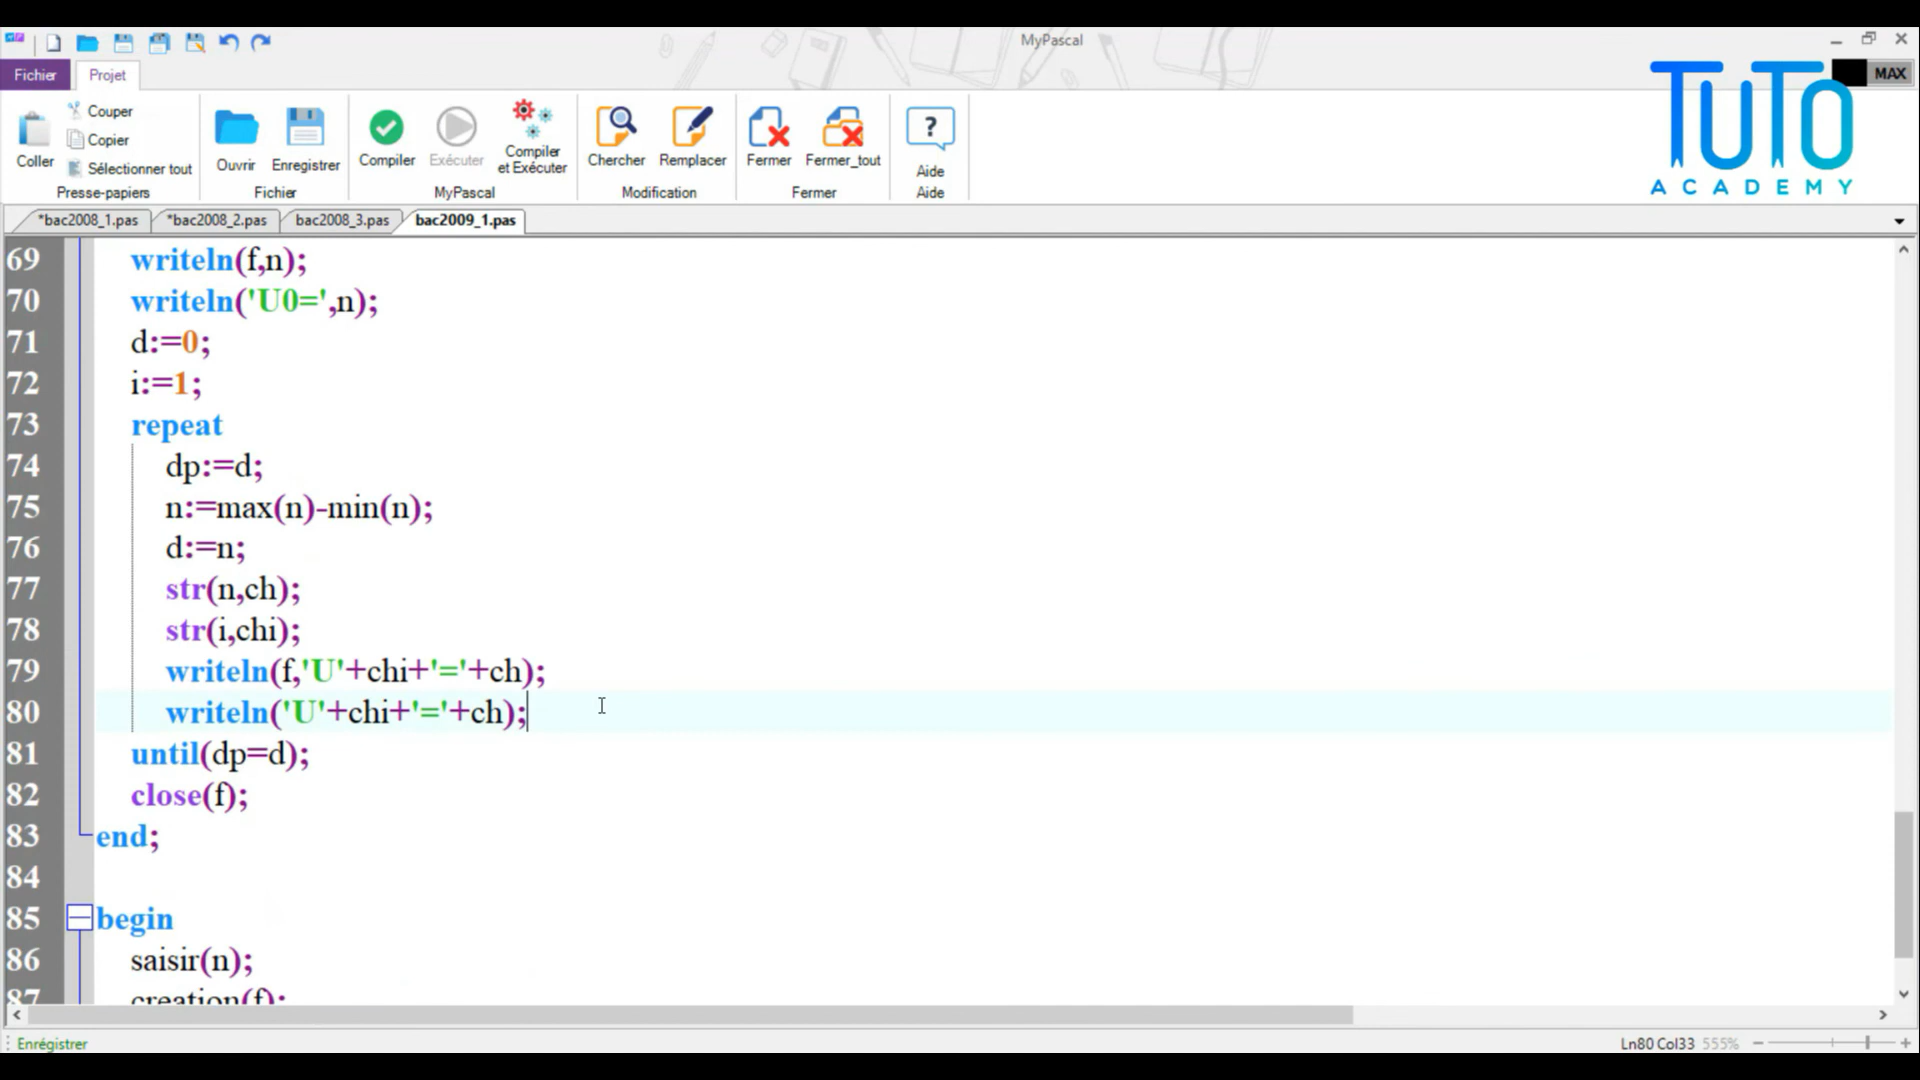 MyPascal
Fichier
Projet
MAX
TUTO
ACADEMY
Coller
Couper
Copier
Sélectionner tout
Presse-papiers
Ouvrir
Enregistrer
Fichier
Compiler
Exécuter
Compiler
et Exécuter
MyPascal
Chercher
Remplacer
Modification
Fermer
Fermer_tout
Fermer
?
Aide
Aide
*bac2008_1.pas
*bac2008_2.pas
bac2008_3.pas
bac2009_1.pas
69 writeln(f,n);
70 writeln('U0=',n);
71 d:=0;
72 i:=1;
73 repeat
74 dp:=d;
75 n:=max(n)-min(n);
76 d:=n;
77 str(n,ch);
78 str(i,chi);
79 writeln(f,'U'+chi+'='+ch);
80 writeln('U'+chi+'='+ch);
81 until(dp=d);
82 close(f);
83 end;
84
85 begin
86 saisir(n);
87 creation(f);
Enrégistrer
Ln80 Col33 555%